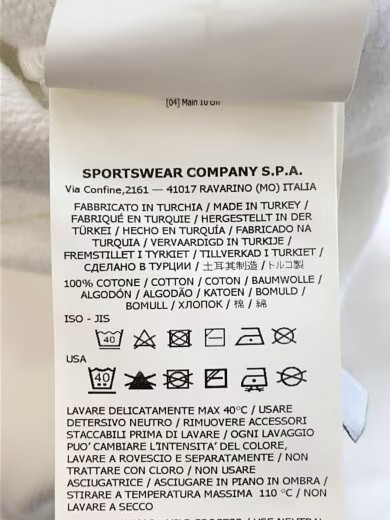 [04] Main 10 Off
SPORTSWEAR COMPANY S.P.A.
Via Confine,2161 — 41017 RAVARINO (MO) ITALIA
FABBRICATO IN TURCHIA / MADE IN TURKEY /
FABRIQUÉ EN TURQUIE / HERGESTELLT IN DER
TÜRKEI / HECHO EN TURQUÍA / FABRICADO NA
TURQUIA / VERVAARDIGD IN TURKIJE /
FREMSTILLET I TYRKIET / TILLVERKAD I TURKIET /
СДЕЛАНО В ТУРЦИИ / 土耳其制造 / トルコ製
100% COTONE / COTTON / COTON / BAUMWOLLE /
ALGODÓN / ALGODÃO / KATOEN / BOMULD /
BOMULL / ХЛОПОК / 棉 / 綿
ISO - JIS
40
USA
40
LAVARE DELICATAMENTE MAX 40°C / USARE
DETERSIVO NEUTRO / RIMUOVERE ACCESSORI
STACCABILI PRIMA DI LAVARE / OGNI LAVAGGIO
PUO' CAMBIARE L'INTENSITA' DEL COLORE,
LAVARE A ROVESCIO E SEPARATAMENTE / NON
TRATTARE CON CLORO / NON USARE
ASCIUGATRICE / ASCIUGARE IN PIANO IN OMBRA /
STIRARE A TEMPERATURA MASSIMA 110 °C / NON
LAVARE A SECCO